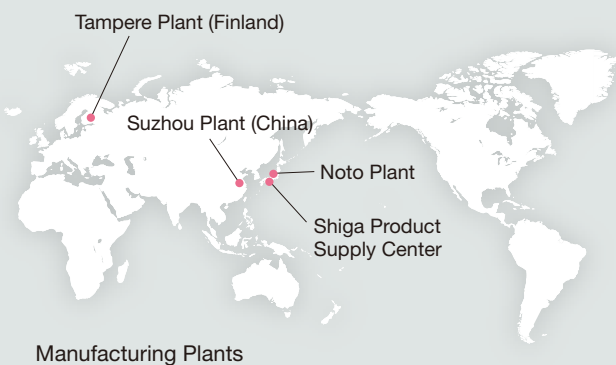 Tampere Plant (Finland)
Suzhou Plant (China)
Noto Plant
Shiga Product
Supply Center
Manufacturing Plants